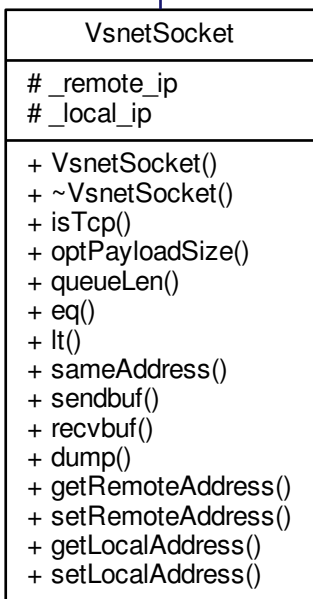 VsnetSocket
# _remote_ip
# _local_ip
+ VsnetSocket()
+ ~VsnetSocket()
+ isTcp()
+ optPayloadSize()
+ queueLen()
+ eq()
+ lt()
+ sameAddress()
+ sendbuf()
+ recvbuf()
+ dump()
+ getRemoteAddress()
+ setRemoteAddress()
+ getLocalAddress()
+ setLocalAddress()